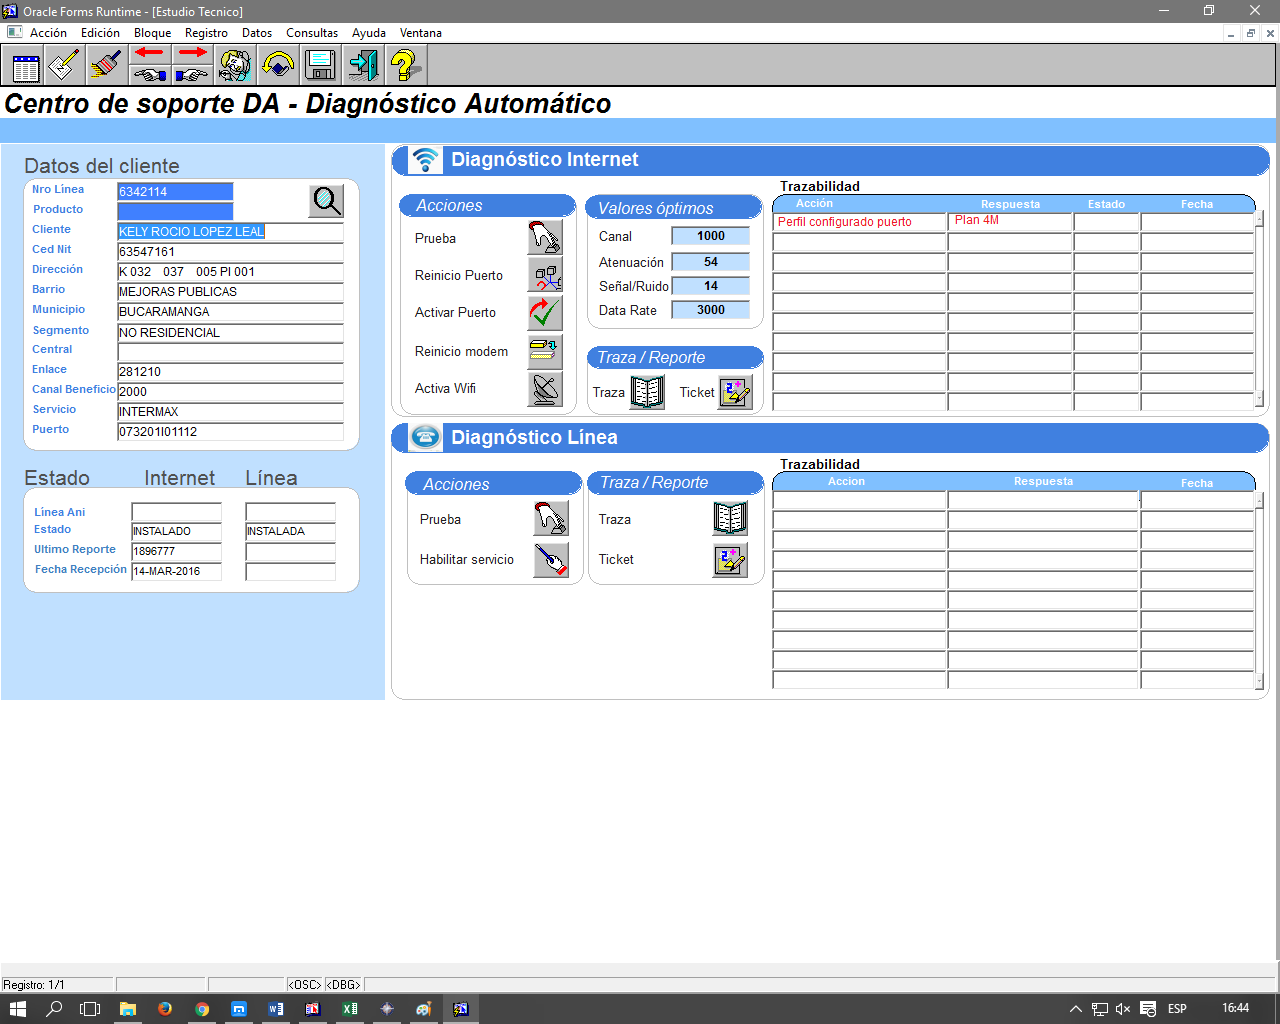 Oracle Forms Runtime - [Estudio Tecnico]
Acción Edición Bloque Registro Datos Consultas Ayuda Ventana
Centro de soporte DA - Diagnóstico Automático
Datos del cliente
Nro Línea 6342114
Producto
Cliente KELY ROCIO LOPEZ LEAL
Ced Nit 63547161
Dirección K 032 037 005 PI 001
Barrio MEJORAS PUBLICAS
Municipio BUCARAMANGA
Segmento NO RESIDENCIAL
Central
Enlace 281210
Canal Beneficio 2000
Servicio INTERMAX
Puerto 073201I01112
Estado Internet Línea
Línea Ani
Estado INSTALADO INSTALADA
Ultimo Reporte 1896777
Fecha Recepción 14-MAR-2016
Diagnóstico Internet
Acciones
Prueba
Reinicio Puerto
Activar Puerto
Reinicio modem
Activa Wifi
Valores óptimos
Canal 1000
Atenuación 54
Señal/Ruido 14
Data Rate 3000
Traza / Reporte
Traza Ticket
Trazabilidad
Acción Respuesta Estado Fecha
Perfil configurado puerto Plan 4M
Diagnóstico Línea
Acciones
Prueba
Habilitar servicio
Traza / Reporte
Traza
Ticket
Trazabilidad
Accion Respuesta Fecha
Registro: 1/1 <OSC> <DBG>
ESP 16:44